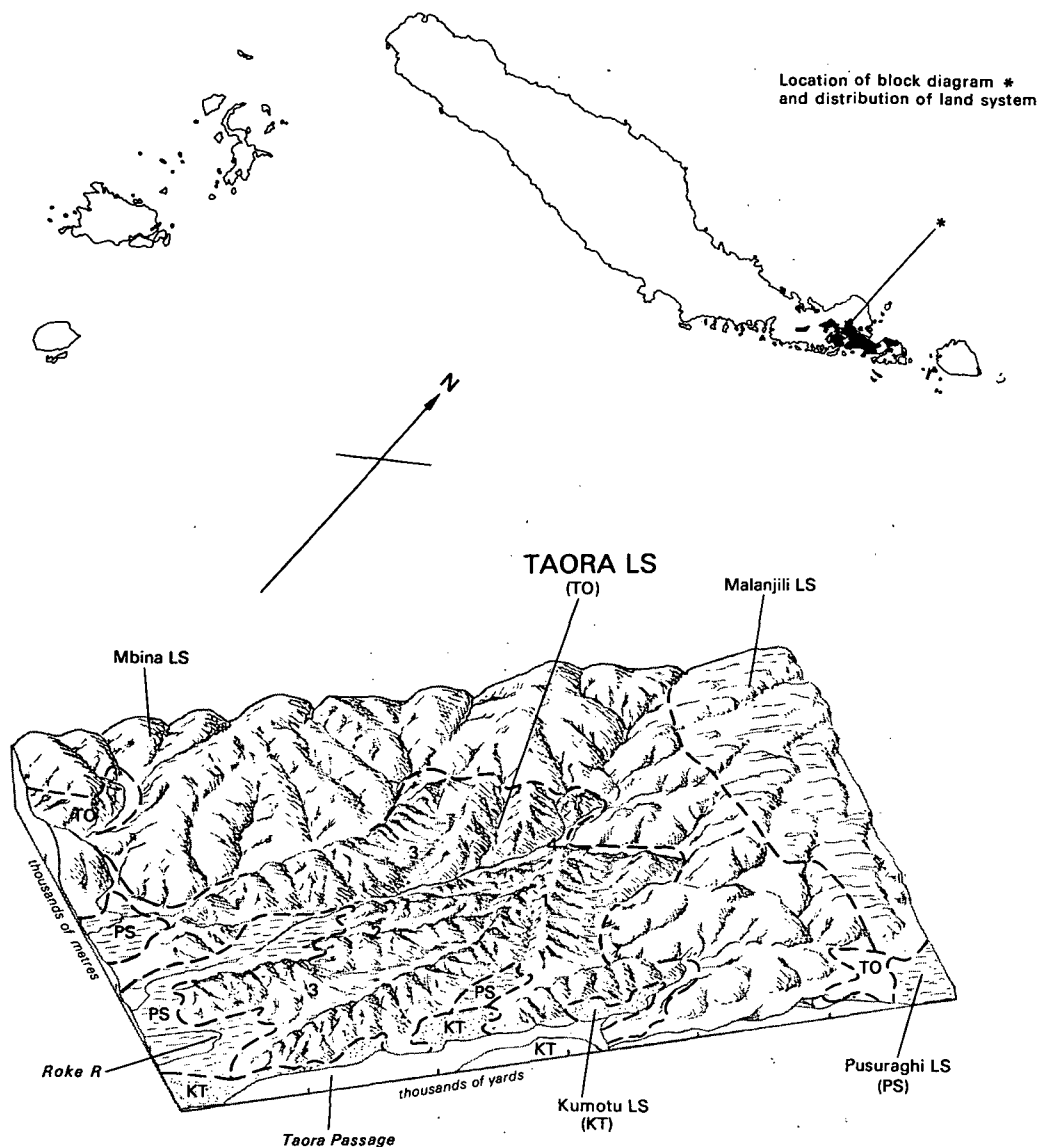 Location of block diagram *
and distribution of land system
*
N
TAORA LS
(TO)
Malanjili LS
Mbina LS
TO
3
PS
thousands of metres
3
PS
PS
TO
KT
KT
Roke R
KT
thousands of yards
Pusuraghi LS
(PS)
Kumotu LS
(KT)
Taora Passage